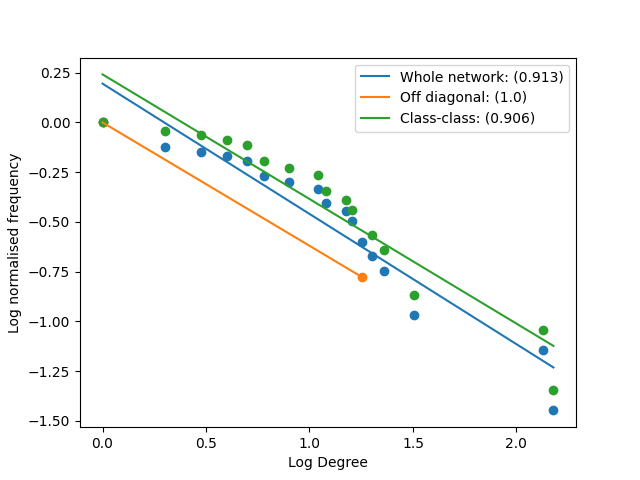 Whole network: (0.913)
Off diagonal: (1.0)
Class-class: (0.906)
0.25
0.00
−0.25
−0.50
−0.75
−1.00
−1.25
−1.50
Log normalised frequency
0.0 0.5 1.0 1.5 2.0
Log Degree